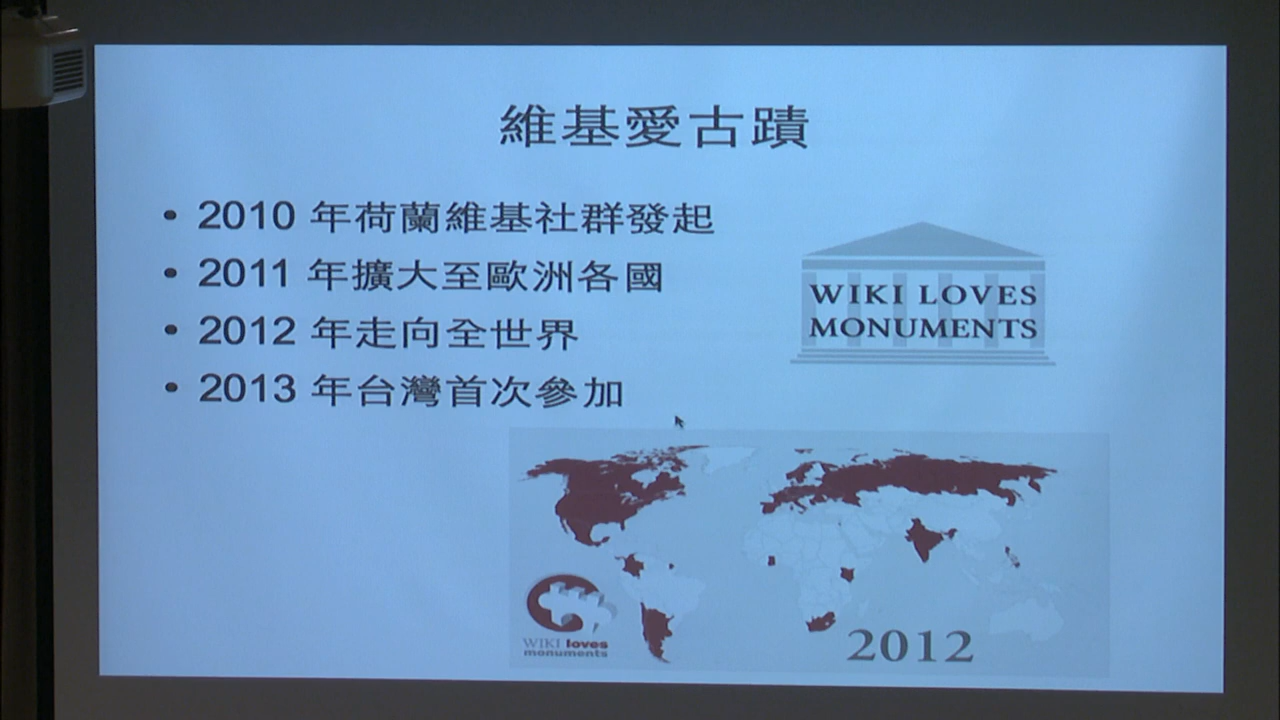 維基愛古蹟
• 2010 年荷蘭維基社群發起
• 2011 年擴大至歐洲各國
• 2012 年走向全世界
• 2013 年台灣首次參加
WIKI LOVES
MONUMENTS
WIKI loves
monuments
2012